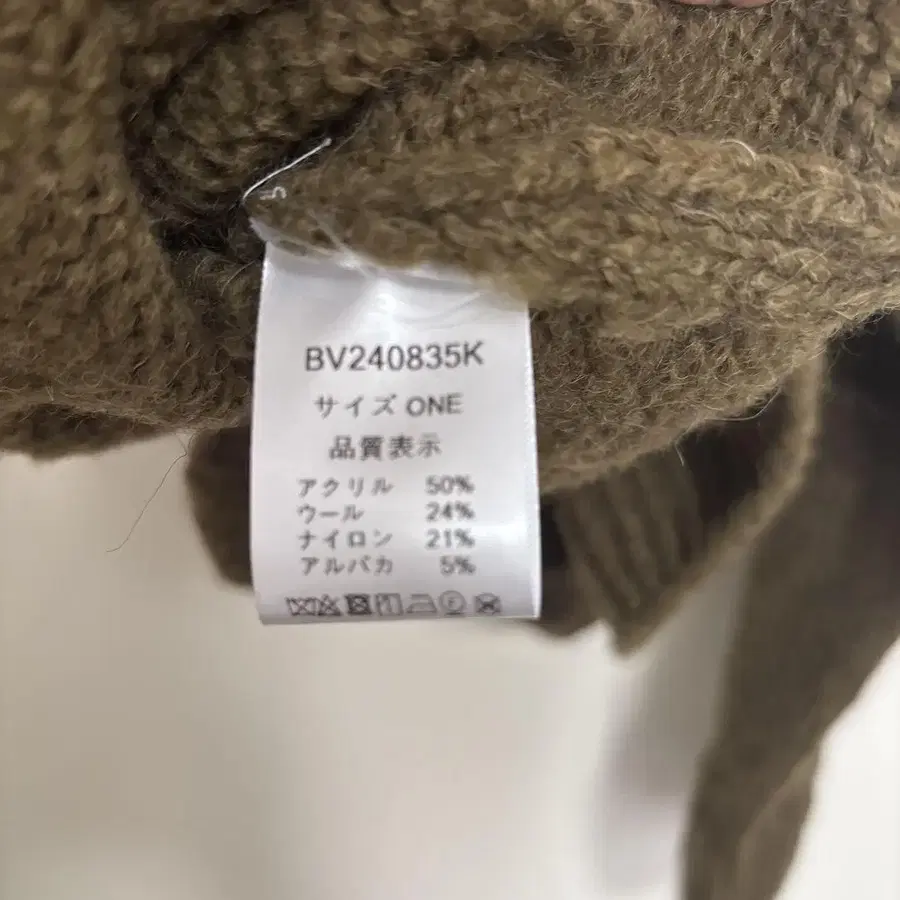 BV240835K
サイズ ONE
品質表示
アクリル 50%
ウール 24%
ナイロン 21%
アルパカ 5%